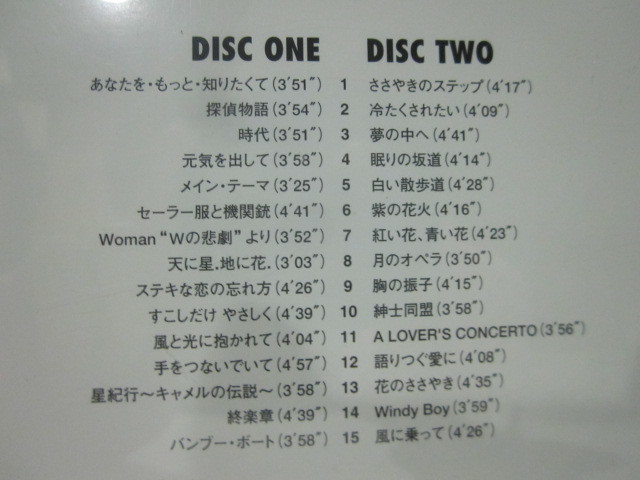 DISC ONE DISC TWO
あなたを・もっと・知りたくて(3′51″) 1 ささやきのステップ(4′17″)
探偵物語(3′54″) 2 冷たくされたい(4′09″)
時代(3′51″) 3 夢の中へ(4′41″)
元気を出して(3′58″) 4 眠りの坂道(4′14″)
メイン・テーマ(3′25″) 5 白い散歩道(4′28″)
セーラー服と機関銃(4′41″) 6 紫の花火(4′16″)
Woman“Wの悲劇”より(3′52″) 7 紅い花、青い花(4′23″)
天に星.地に花.(3′03″) 8 月のオペラ(3′50″)
ステキな恋の忘れ方(4′26″) 9 胸の振子(4′15″)
すこしだけ やさしく(4′39″) 10 紳士同盟(3′58″)
風と光に抱かれて(4′04″) 11 A LOVER'S CONCERTO(3′56″)
手をつないでいて(4′57″) 12 語りつぐ愛に(4′08″)
星紀行〜キャメルの伝説〜(3′58″) 13 花のささやき(4′35″)
終楽章(4′39″) 14 Windy Boy(3′59″)
バンブー・ボート(3′58″) 15 風に乗って(4′26″)